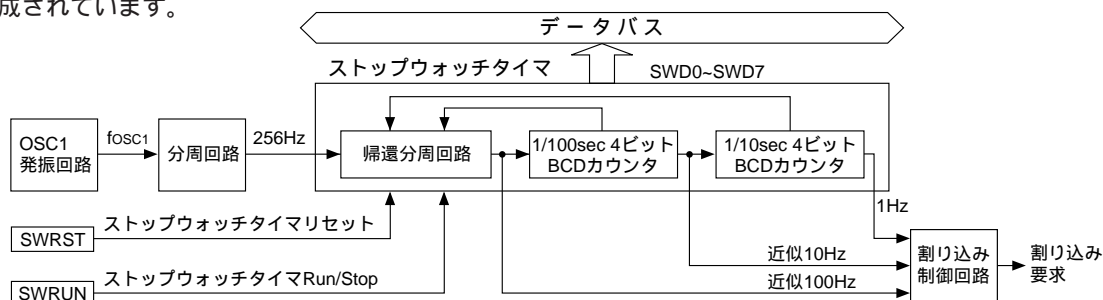 成されています。
データバス
ストップウォッチタイマ
SWD0~SWD7
OSC1
発振回路
fOSC1
分周回路
256Hz
帰還分周回路
1/100sec 4ビット
BCDカウンタ
1/10sec 4ビット
BCDカウンタ
1Hz
SWRST
ストップウォッチタイマリセット
SWRUN
ストップウォッチタイマRun/Stop
近似10Hz
近似100Hz
割り込み
制御回路
割り込み
要求